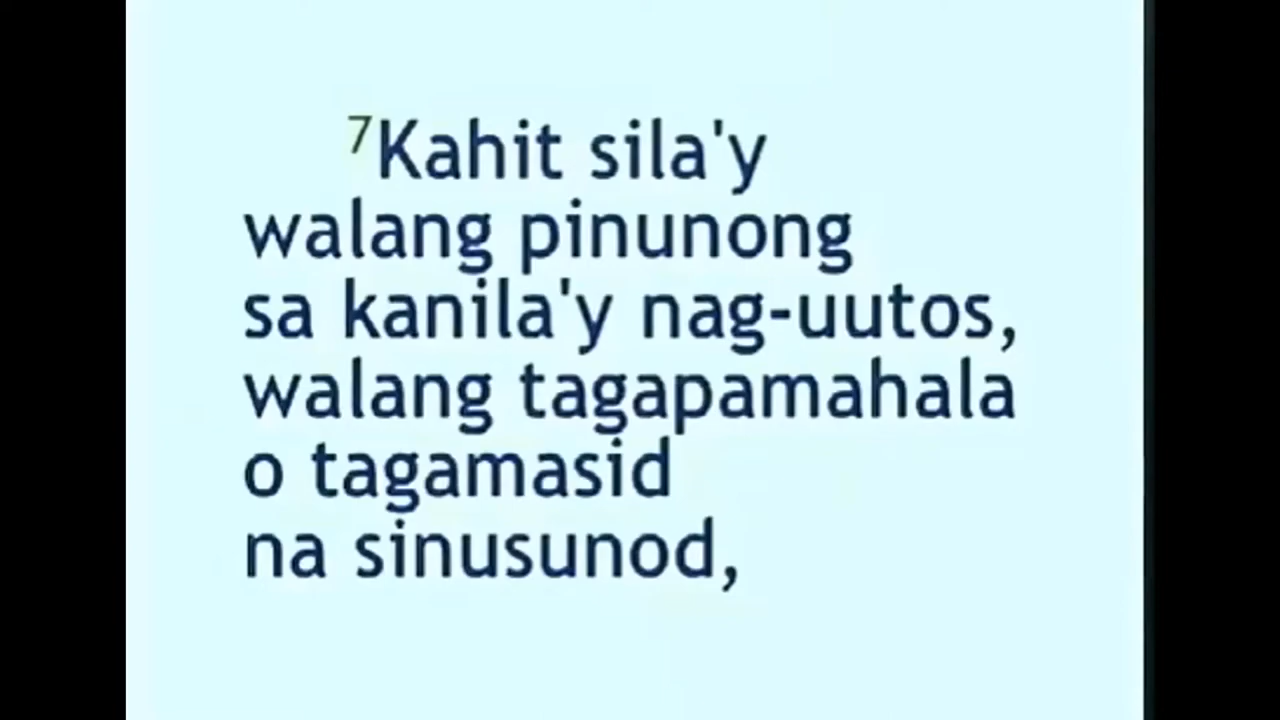 7Kahit sila'y
walang pinunong
sa kanila'y nag-uutos,
walang tagapamahala
o tagamasid
na sinusunod,